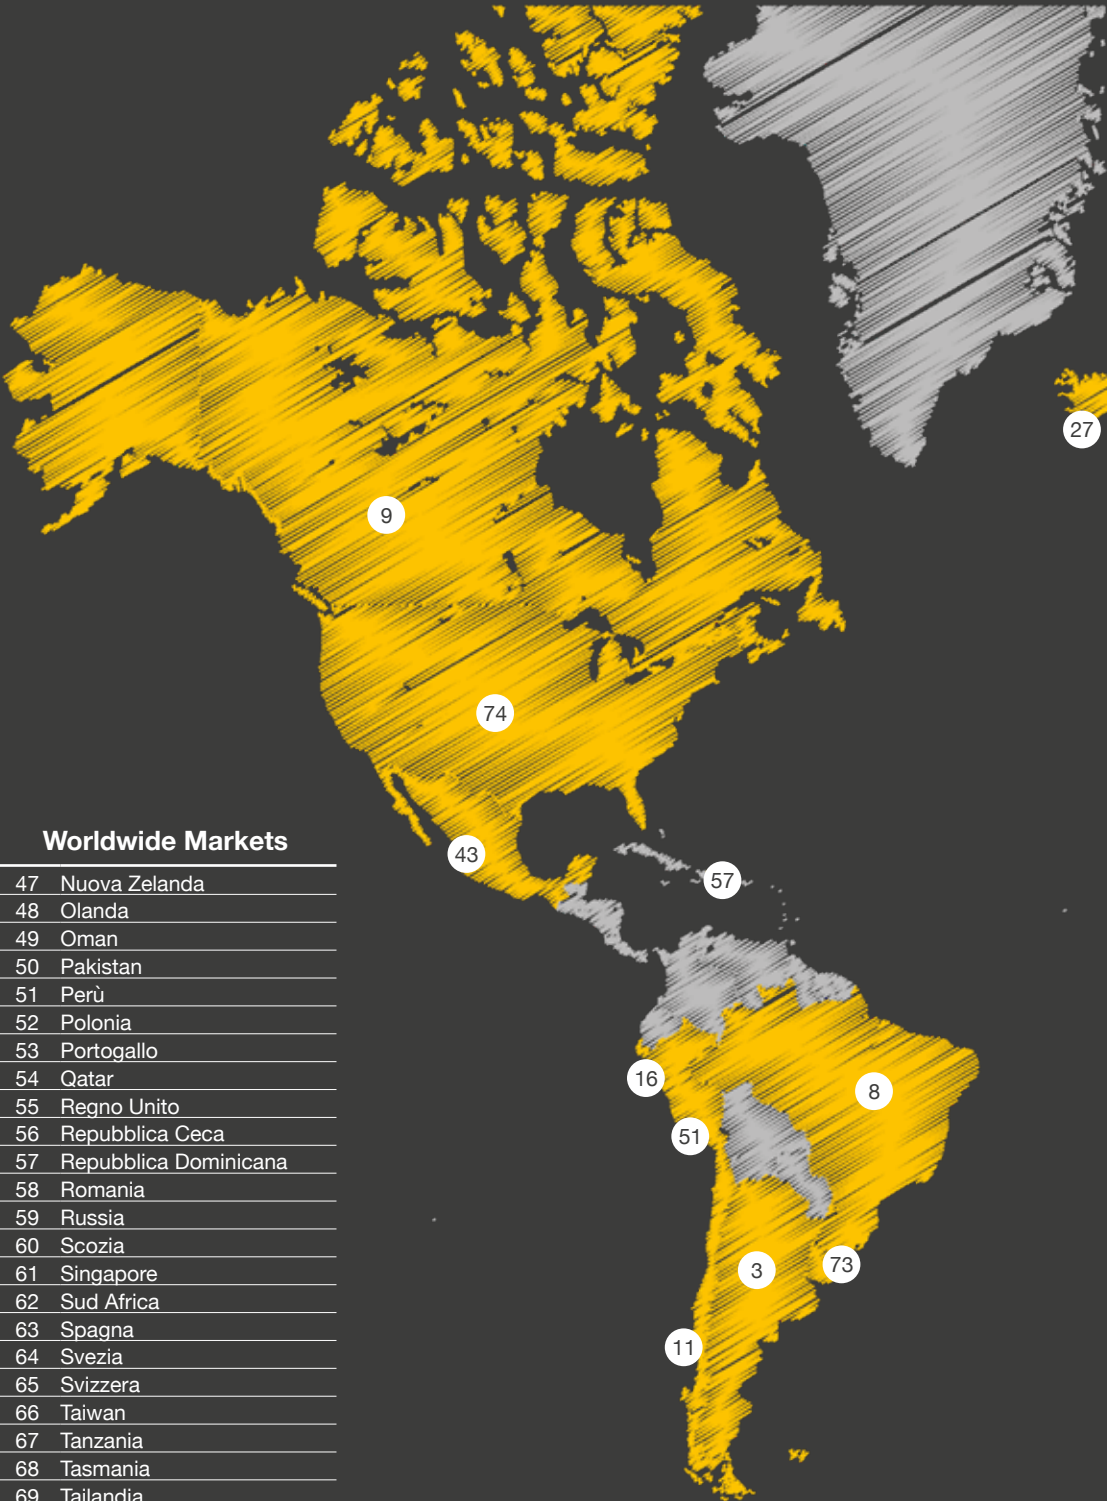 27
9
74
43
57
16
8
51
3
73
11
Worldwide Markets
47 Nuova Zelanda
48 Olanda
49 Oman
50 Pakistan
51 Perù
52 Polonia
53 Portogallo
54 Qatar
55 Regno Unito
56 Repubblica Ceca
57 Repubblica Dominicana
58 Romania
59 Russia
60 Scozia
61 Singapore
62 Sud Africa
63 Spagna
64 Svezia
65 Svizzera
66 Taiwan
67 Tanzania
68 Tasmania
69 Tailandia